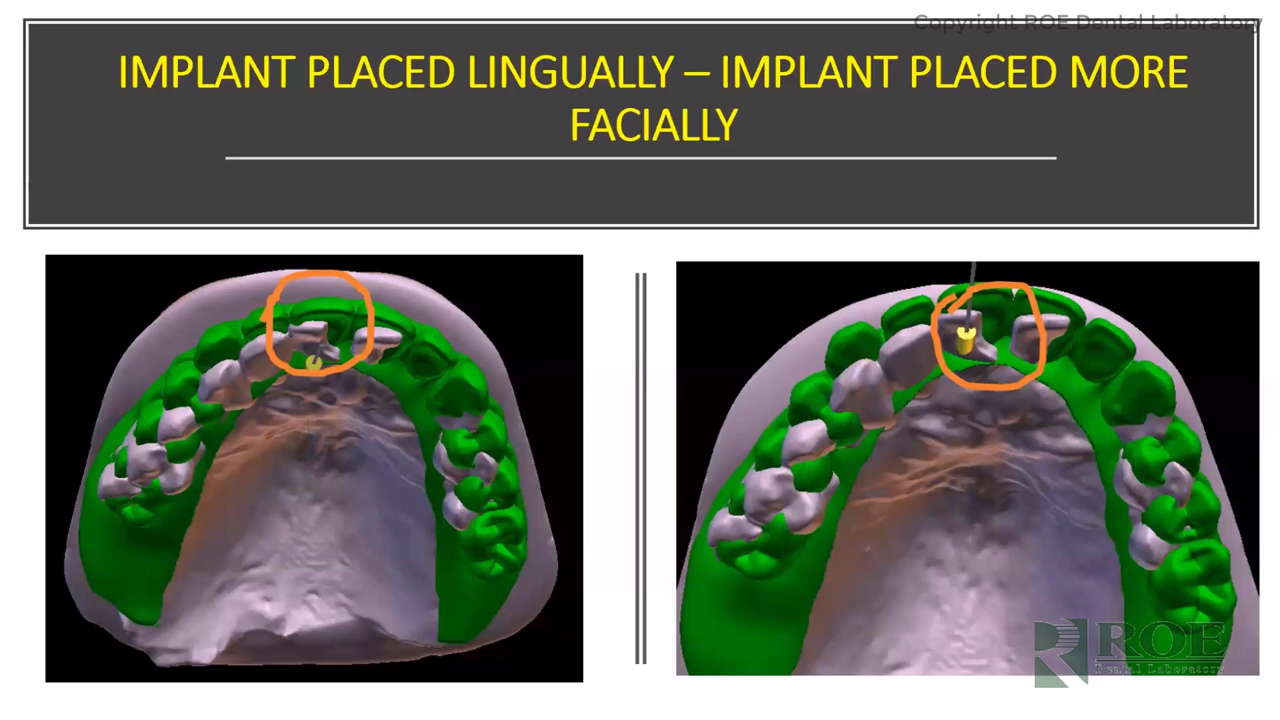 Copyright ROE Dental Laboratory
IMPLANT PLACED LINGUALLY – IMPLANT PLACED MORE
FACIALLY
ROE
Dental Laboratory